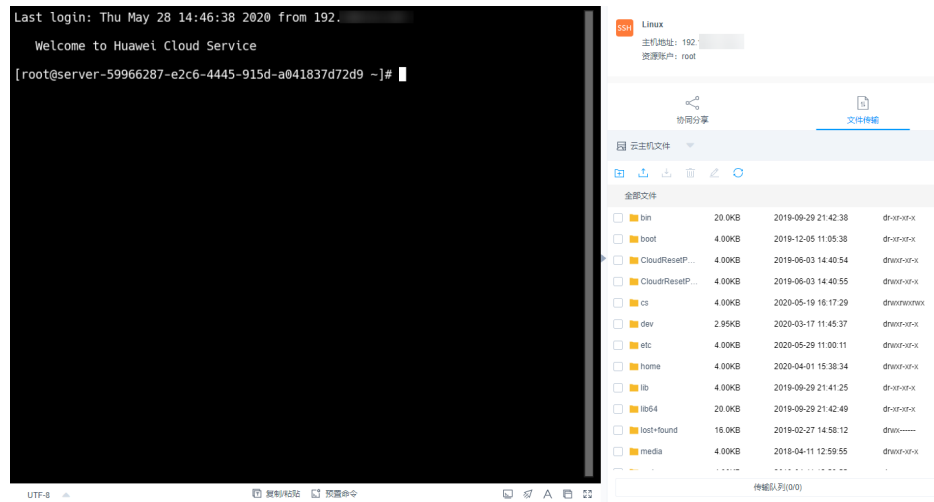 Last login: Thu May 28 14:46:38 2020 from 192.
Welcome to Huawei Cloud Service
[root@server-59966287-e2c6-4445-915d-a041837d72d9 ~]#
UTF-8
复制/粘贴 预置命令
SSH Linux
主机地址：192.
资源账户：root
协同分享 文件传输
云主机文件
全部文件
bin 20.0KB 2019-09-29 21:42:38 dr-xr-xr-x
boot 4.00KB 2019-12-05 11:05:38 dr-xr-xr-x
CloudResetP... 4.00KB 2019-06-03 14:40:54 drwxr-xr-x
CloudrResetP... 4.00KB 2019-06-03 14:40:55 drwxr-xr-x
cs 4.00KB 2020-05-19 16:17:29 drwxrwxrwx
dev 2.95KB 2020-03-17 11:45:37 drwxr-xr-x
etc 4.00KB 2020-05-29 11:00:11 drwxr-xr-x
home 4.00KB 2020-04-01 15:38:34 drwxr-xr-x
lib 4.00KB 2019-09-29 21:41:25 dr-xr-xr-x
lib64 20.0KB 2019-09-29 21:42:49 dr-xr-xr-x
lost+found 16.0KB 2019-02-27 14:58:12 drwx------
media 4.00KB 2018-04-11 12:59:55 drwxr-xr-x
传输队列(0/0)